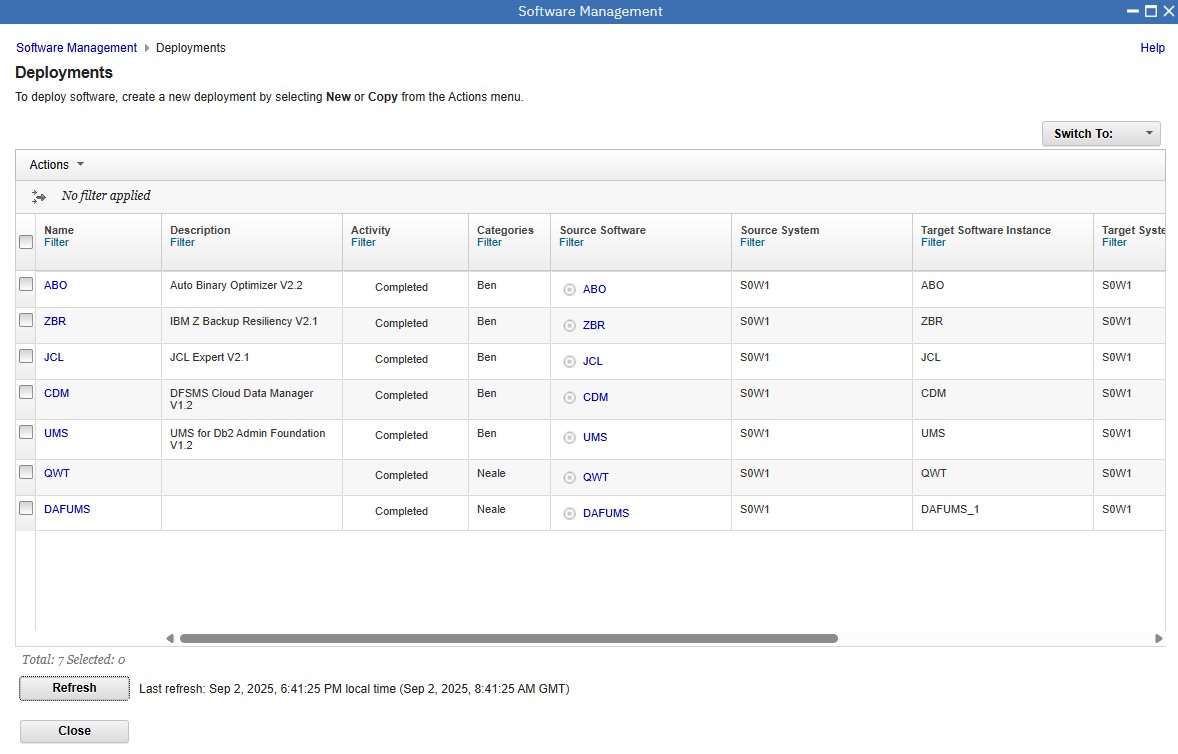 Software Management
Software Management Deployments Help
Deployments
To deploy software, create a new deployment by selecting New or Copy from the Actions menu.
Switch To:
Actions
No filter applied
Name Description Activity Categories Source Software Source System Target Software Instance Target Syste
Filter Filter Filter Filter Filter Filter Filter Filter
ABO Auto Binary Optimizer V2.2 Completed Ben ABO S0W1 ABO S0W1
ZBR IBM Z Backup Resiliency V2.1 Completed Ben ZBR S0W1 ZBR S0W1
JCL JCL Expert V2.1 Completed Ben JCL S0W1 JCL S0W1
CDM DFSMS Cloud Data Manager V1.2 Completed Ben CDM S0W1 CDM S0W1
UMS UMS for Db2 Admin Foundation V1.2 Completed Ben UMS S0W1 UMS S0W1
QWT Completed Neale QWT S0W1 QWT S0W1
DAFUMS Completed Neale DAFUMS S0W1 DAFUMS_1 S0W1
Total: 7 Selected: 0
Refresh Last refresh: Sep 2, 2025, 6:41:25 PM local time (Sep 2, 2025, 8:41:25 AM GMT)
Close